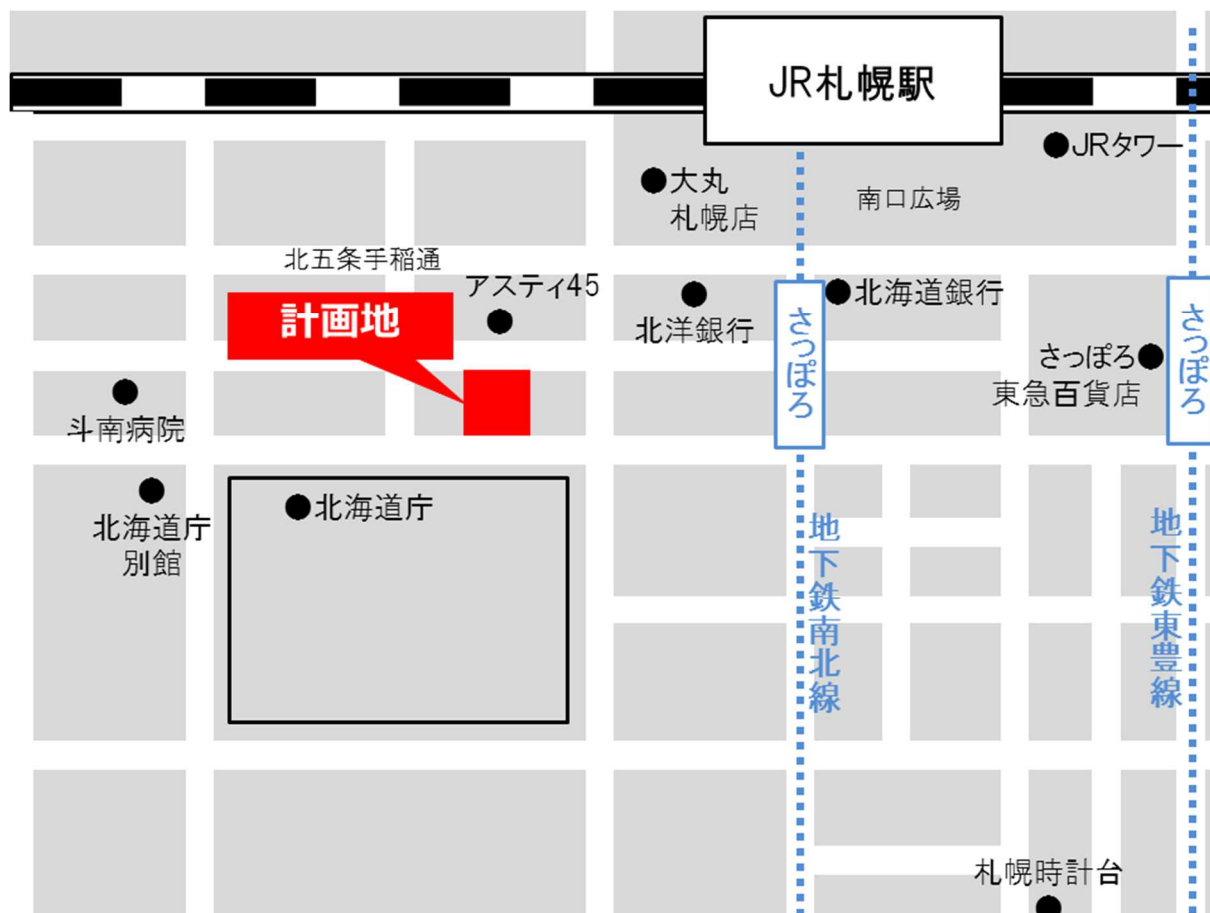 JR札幌駅
JRタワー
大丸
札幌店
南口広場
北五条手稲通
アスティ45
北海道銀行
計画地
北洋銀行
さっぽろ
さっぽろ
さっぽろ
東急百貨店
斗南病院
北海道庁
北海道庁
別館
地下鉄南北線
地下鉄東豊線
札幌時計台